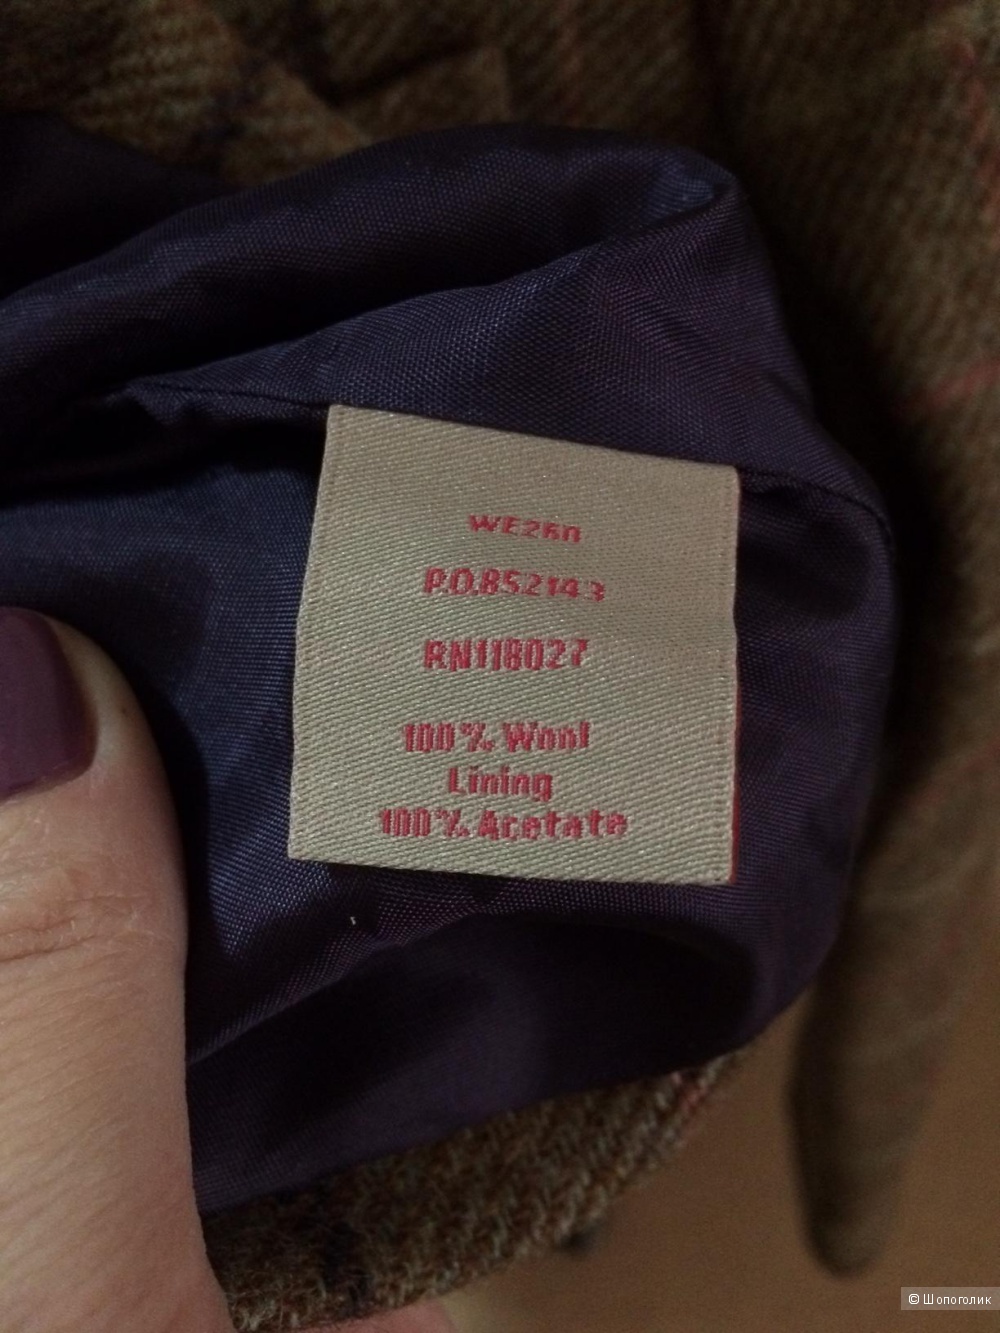 WE260
P.O.852143
RN118027
100% Wool
Lining
100% Acetate
© Шопоголик